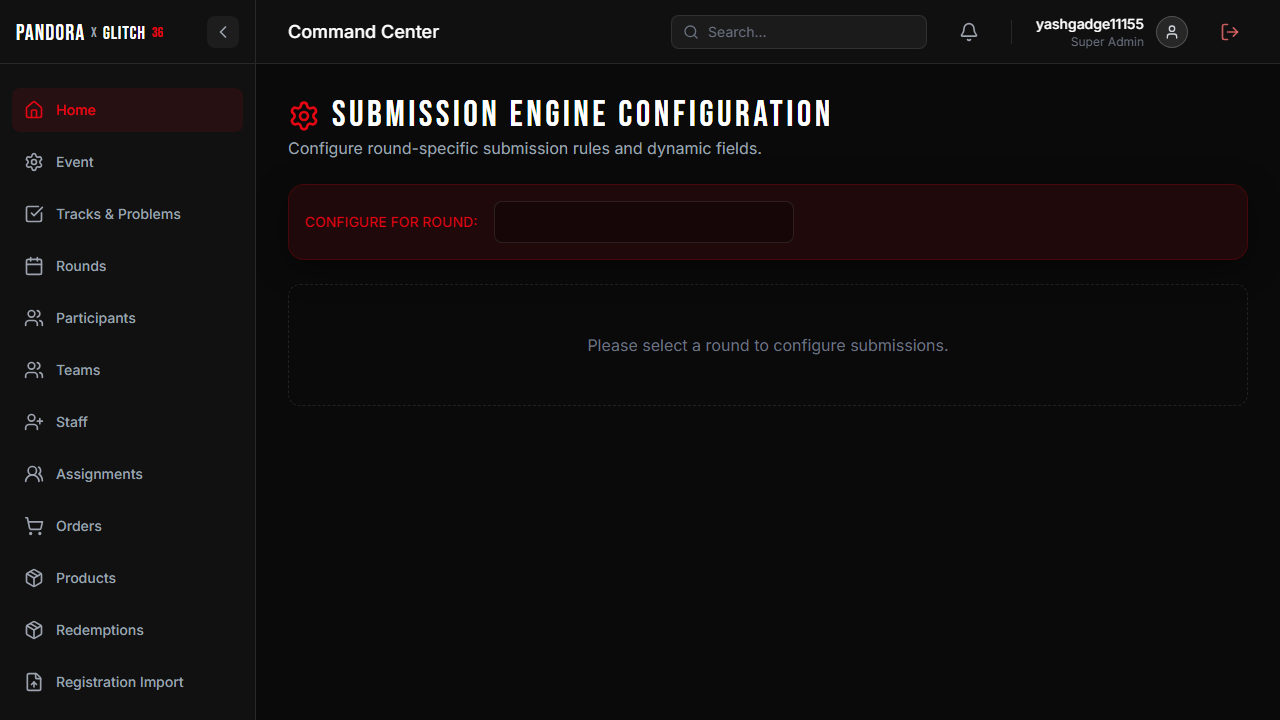 PANDORA X GLITCH 36
Command Center
Search...
yashgadge11155
Super Admin
Home
Event
Tracks & Problems
Rounds
Participants
Teams
Staff
Assignments
Orders
Products
Redemptions
Registration Import
SUBMISSION ENGINE CONFIGURATION
Configure round-specific submission rules and dynamic fields.
CONFIGURE FOR ROUND:
Please select a round to configure submissions.